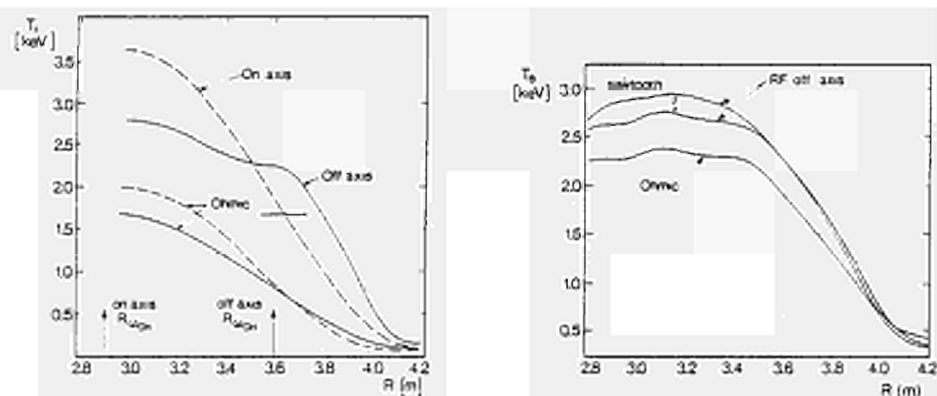 Ti
[keV]
3.5
3.0
2.5
2.0
1.5
1.0
0.5
On axis
Off axis
Ohmic
on axis
off axis
2.8 3.0 3.2 3.4 3.6 3.8 4.0 4.2
R [m]
Te
[keV]
3.0
2.5
2.0
1.5
0.5
sawtooth
RF off axis
Ohmic
2.8 3.0 3.2 3.4 3.6 3.8 4.0 4.2
R (m)